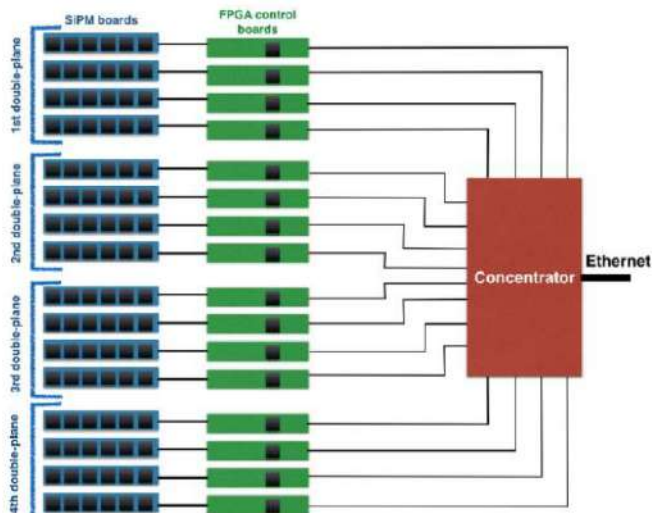 SiPM boards
FPGA control
boards
1st double-plane
2nd double-plane
3rd double-plane
4th double-plane
Concentrator
Ethernet